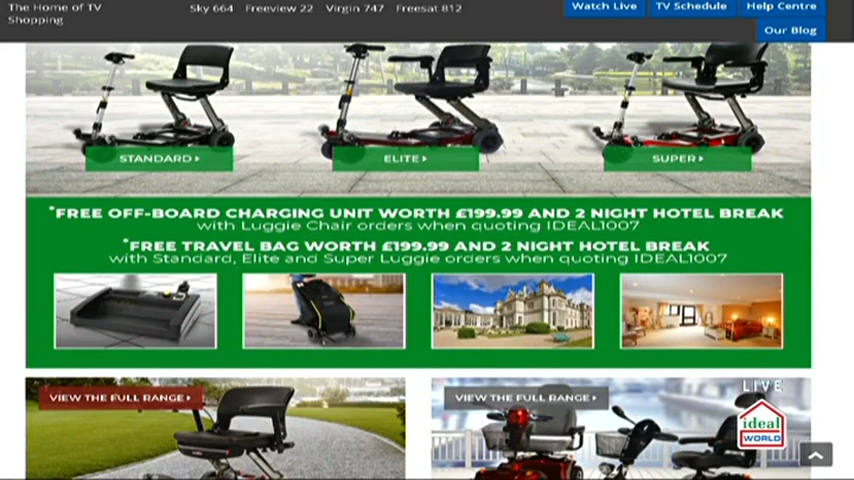 The Home of TV
Shopping
Sky 664 Freeview 22 Virgin 747 Freesat 812
Watch Live
TV Schedule
Help Centre
Our Blog
STANDARD
ELITE
SUPER
*FREE OFF-BOARD CHARGING UNIT WORTH £199.99 AND 2 NIGHT HOTEL BREAK
with Luggie Chair orders when quoting IDEAL1007
*FREE TRAVEL BAG WORTH £199.99 AND 2 NIGHT HOTEL BREAK
with Standard, Elite and Super Luggie orders when quoting IDEAL1007
VIEW THE FULL RANGE
VIEW THE FULL RANGE
LIVE
ideal
WORLD